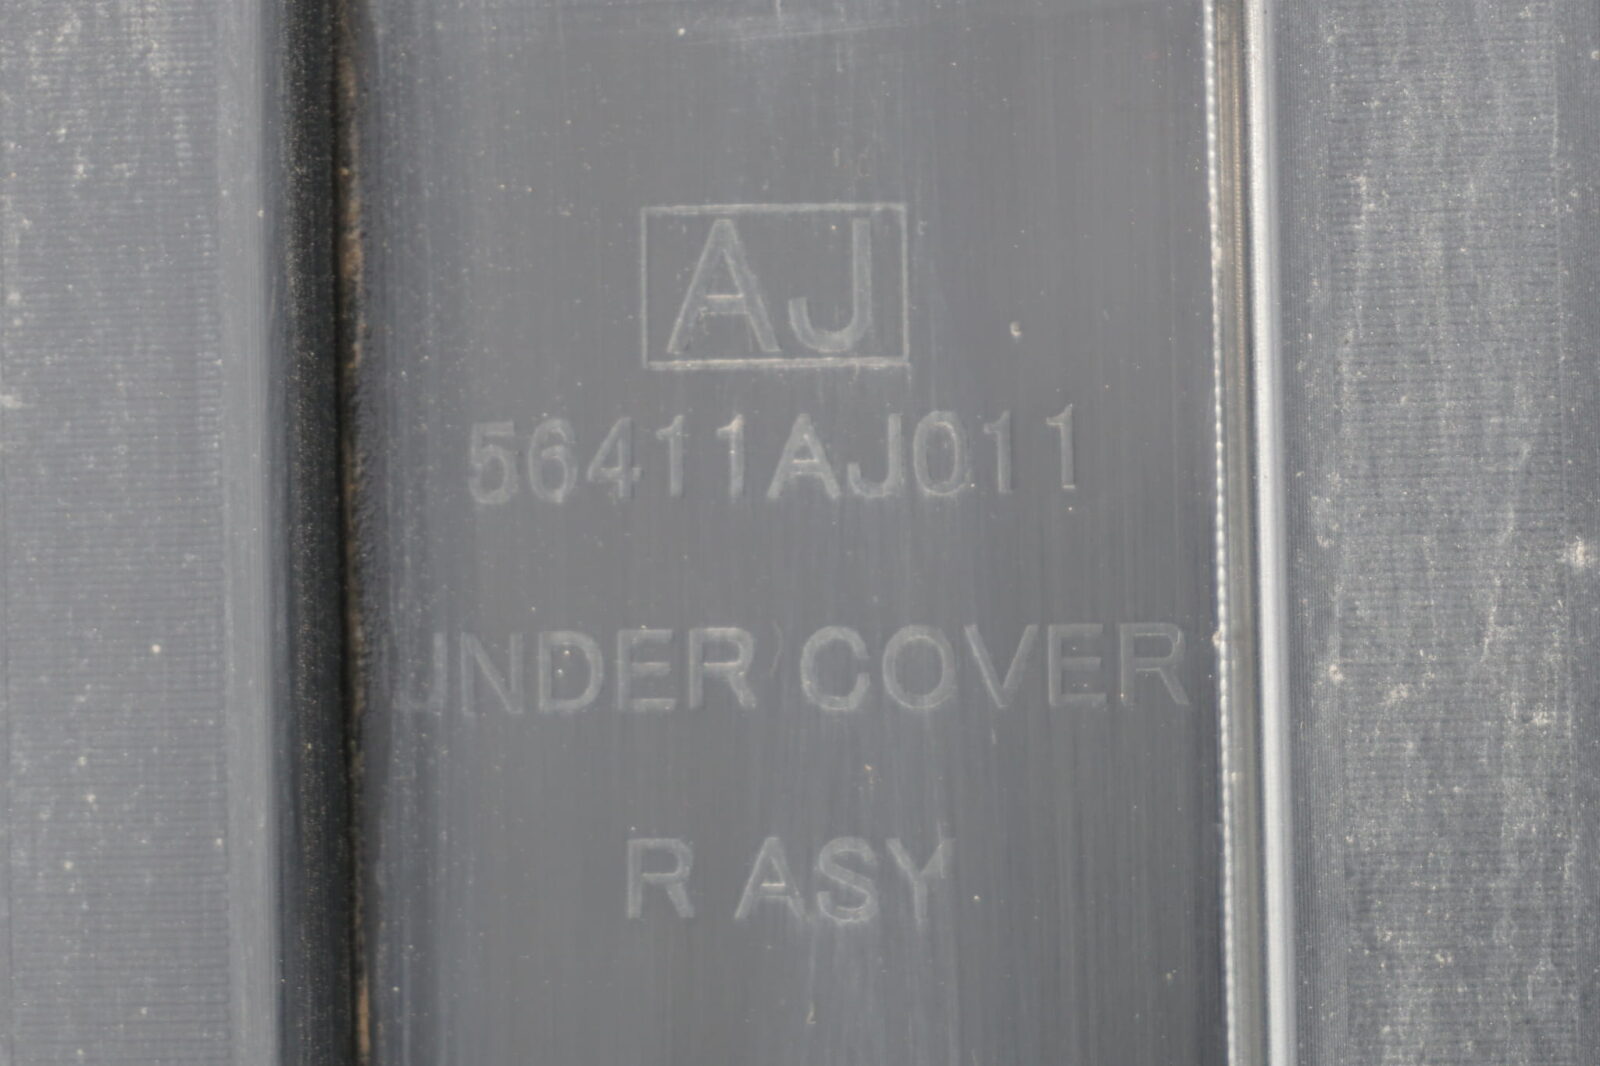 AJ
56411AJ011
UNDER COVER
R ASY